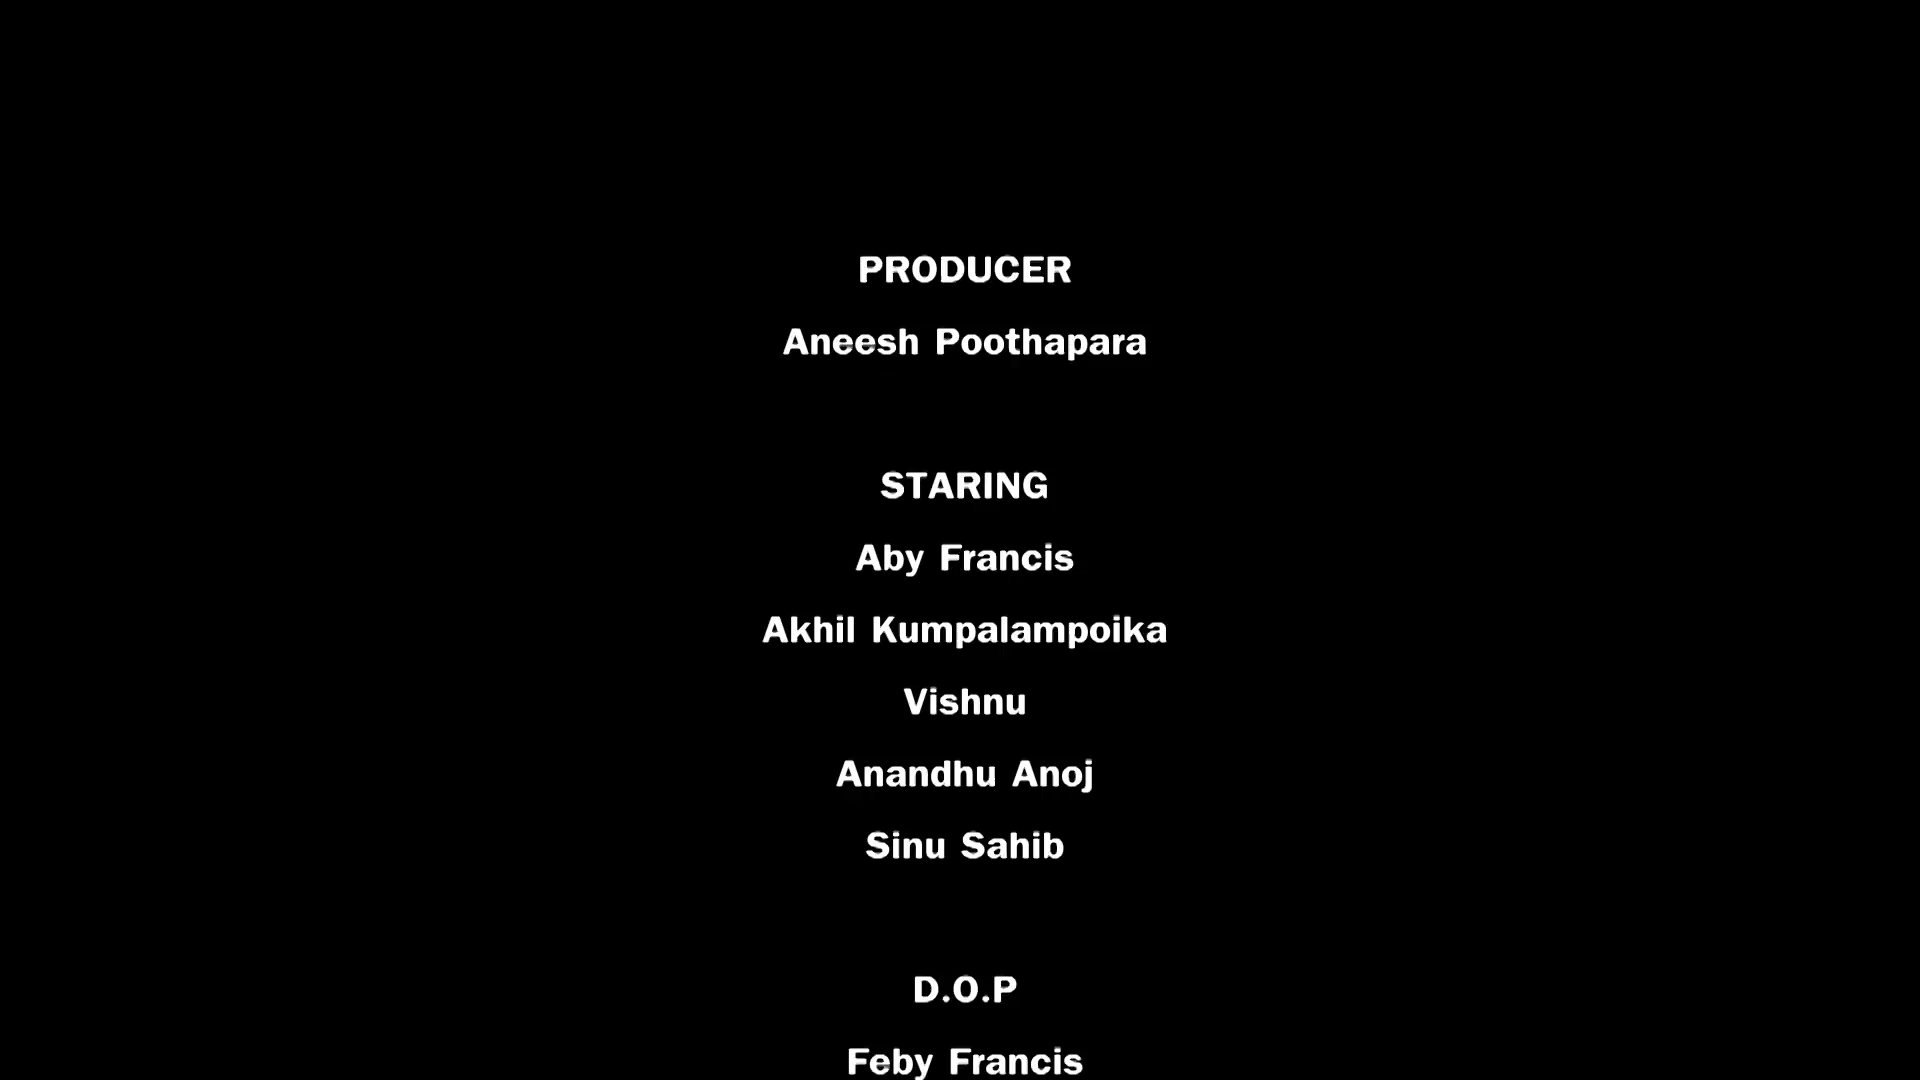 PRODUCER
Aneesh Poothapara
STARING
Aby Francis
Akhil Kumpalampoika
Vishnu
Anandhu Anoj
Sinu Sahib
D.O.P
Feby Francis